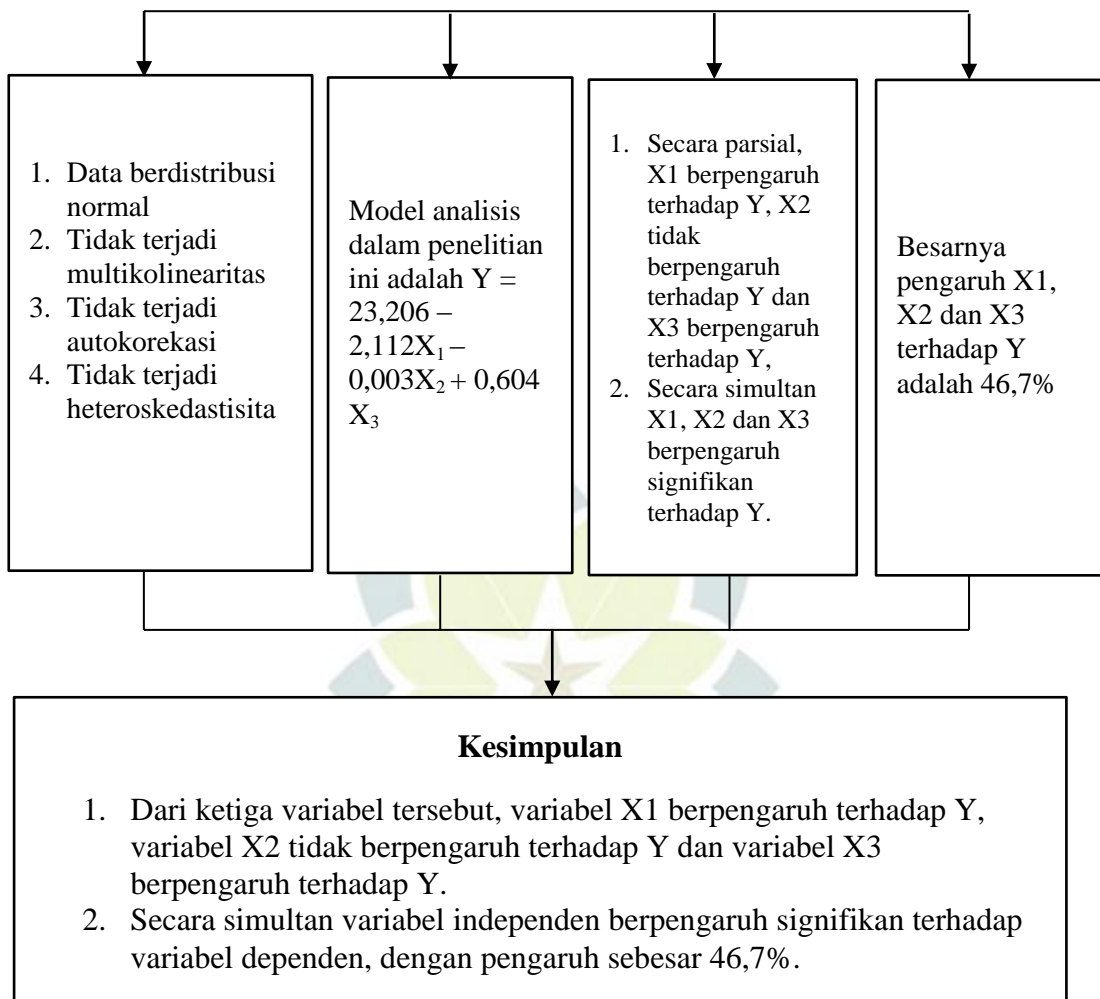 1. Data berdistribusi
normal
2. Tidak terjadi
multikolinearitas
3. Tidak terjadi
autokorekasi
4. Tidak terjadi
heteroskedastisita
Model analisis
dalam penelitian
ini adalah Y =
23,206 –
2,112X₁ –
0,003X₂ + 0,604
X₃
1. Secara parsial,
X1 berpengaruh
terhadap Y, X2
tidak
berpengaruh
terhadap Y dan
X3 berpengaruh
terhadap Y,
2. Secara simultan
X1, X2 dan X3
berpengaruh
signifikan
terhadap Y.
Besarnya
pengaruh X1,
X2 dan X3
terhadap Y
adalah 46,7%
Kesimpulan
1. Dari ketiga variabel tersebut, variabel X1 berpengaruh terhadap Y,
variabel X2 tidak berpengaruh terhadap Y dan variabel X3
berpengaruh terhadap Y.
2. Secara simultan variabel independen berpengaruh signifikan terhadap
variabel dependen, dengan pengaruh sebesar 46,7%.